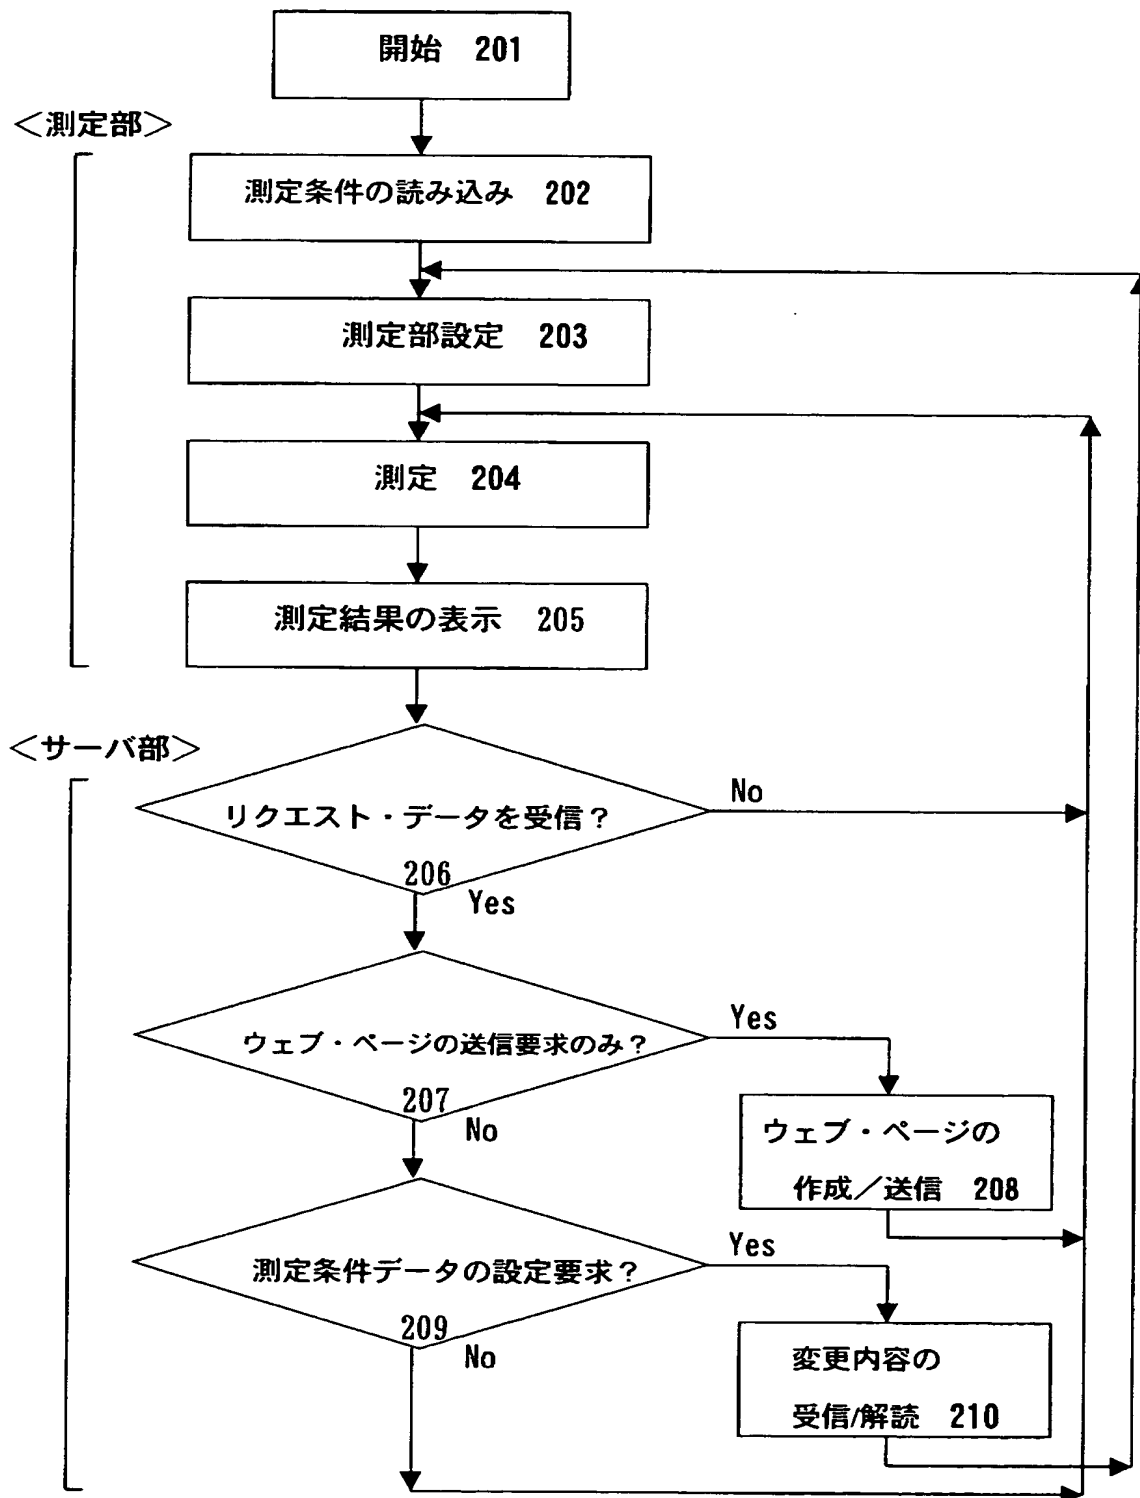 開始 201
＜測定部＞
測定条件の読み込み 202
測定部設定 203
測定 204
測定結果の表示 205
＜サーバ部＞
リクエスト・データを受信？
206
No
Yes
ウェブ・ページの送信要求のみ？
207
Yes
No
ウェブ・ページの
作成／送信 208
測定条件データの設定要求？
209
Yes
No
変更内容の
受信/解読 210